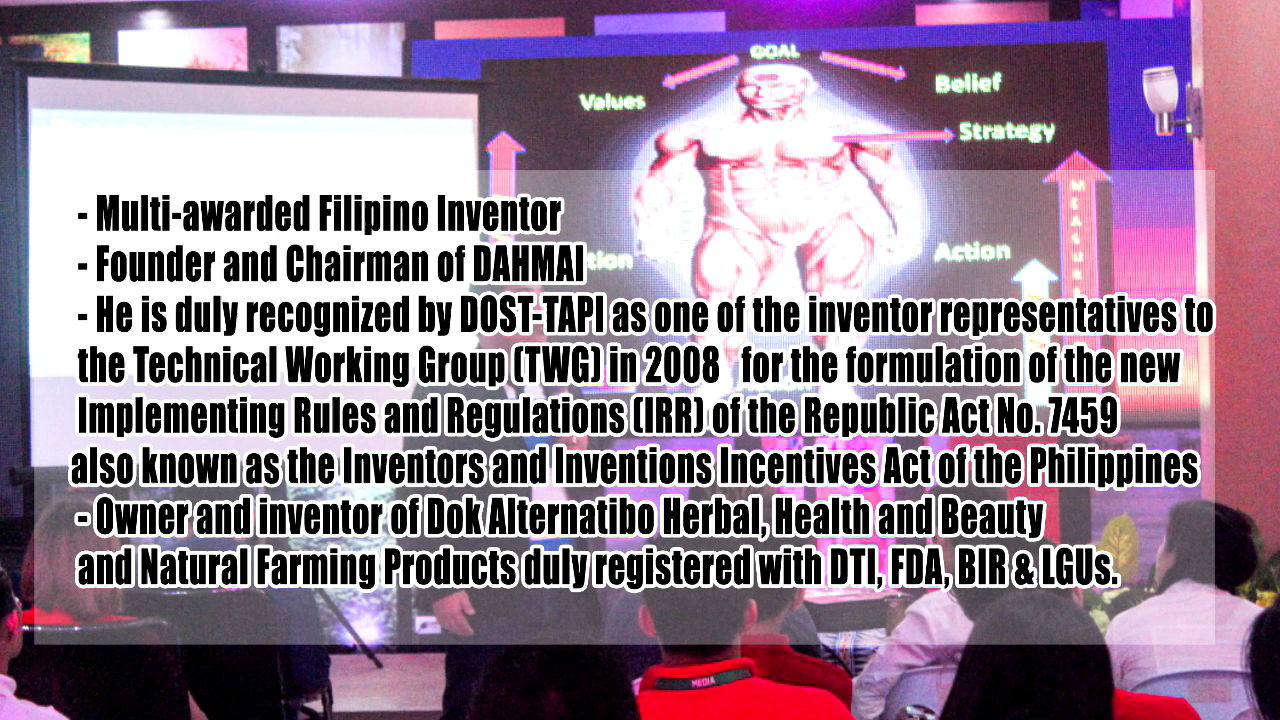 GOAL
Values
Belief
Strategy
- Multi-awarded Filipino Inventor
- Founder and Chairman of DAHMAI
Action
- He is duly recognized by DOST-TAPI as one of the inventor representatives to
the Technical Working Group (TWG) in 2008 for the formulation of the new
Implementing Rules and Regulations (IRR) of the Republic Act No. 7459
also known as the Inventors and Inventions Incentives Act of the Philippines
- Owner and inventor of Dok Alternatibo Herbal, Health and Beauty
and Natural Farming Products duly registered with DTI, FDA, BIR & LGUs.
MEDIA